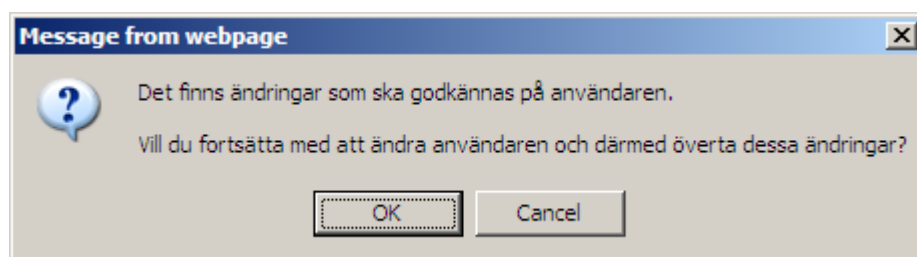 Message from webpage
Det finns ändringar som ska godkännas på användaren.
Vill du fortsätta med att ändra användaren och därmed överta dessa ändringar?
OK Cancel